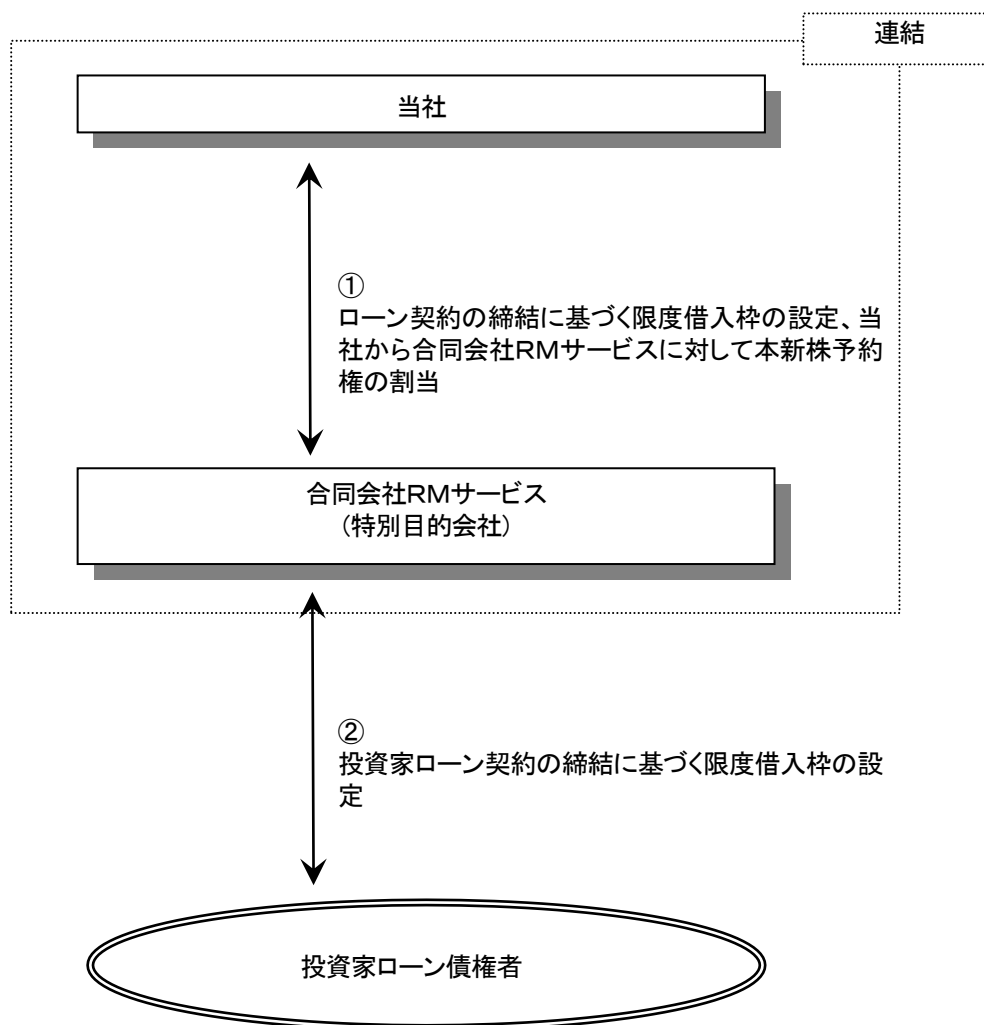 連結
当社
①
ローン契約の締結に基づく限度借入枠の設定、当
社から合同会社RMサービスに対して本新株予約
権の割当
合同会社RMサービス
(特別目的会社)
②
投資家ローン契約の締結に基づく限度借入枠の設
定
投資家ローン債権者